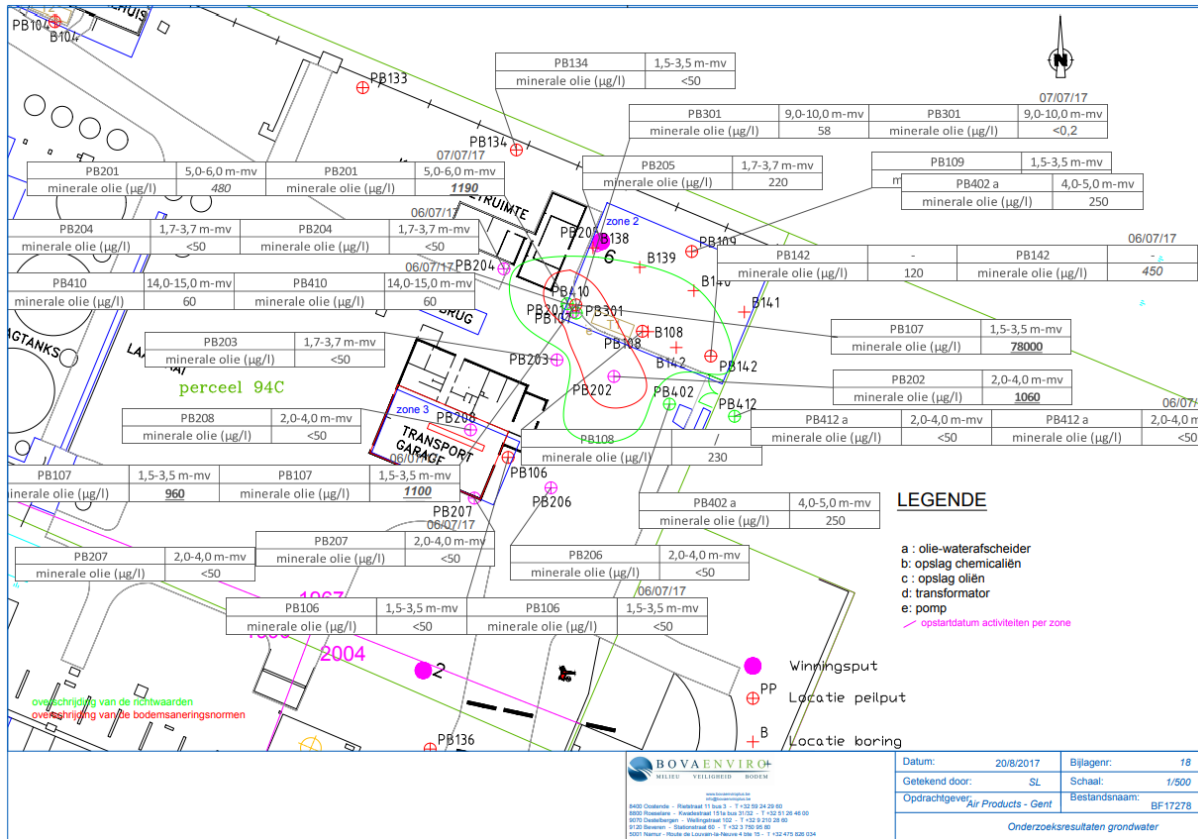 HUIS
PB104
B104
PB133
PB134 1,5-3,5 m-mv
minerale olie (µg/l) <50
N
07/07/17
PB301 9,0-10,0 m-mv PB301 9,0-10,0 m-mv
minerale olie (µg/l) 58 minerale olie (µg/l) <0,2
PB134
07/07/17
PB201 5,0-6,0 m-mv PB201 5,0-6,0 m-mv
minerale olie (µg/l) 480 minerale olie (µg/l) 1190
PB205 1,7-3,7 m-mv
minerale olie (µg/l) 220
PB109 1,5-3,5 m-mv
PB402 a 4,0-5,0 m-mv
minerale olie (µg/l) 250
ETRUIMTE
06/07/17
PB204 1,7-3,7 m-mv PB204 1,7-3,7 m-mv
minerale olie (µg/l) <50 minerale olie (µg/l) <50
zone 2
B138
6
PB109
B139
PB204
06/07/17
PB142 - PB142 -
minerale olie (µg/l) 120 minerale olie (µg/l) 450
06/07/17
PB410 14,0-15,0 m-mv PB410 14,0-15,0 m-mv
minerale olie (µg/l) 60 minerale olie (µg/l) 60
B140
B141
PB410
PB301
BRUG
B108
PB108
B142
PB142
PB107 1,5-3,5 m-mv
minerale olie (µg/l) 78000
AGTANKS
PB203 1,7-3,7 m-mv
minerale olie (µg/l) <50
PB203
PB202
PB202 2,0-4,0 m-mv
minerale olie (µg/l) 1060
perceel 94C
PB402
PB412
06/07/
PB208 2,0-4,0 m-mv
minerale olie (µg/l) <50
zone 3
PB208
TRANSPORT
GARAGE
PB412 a 2,0-4,0 m-mv PB412 a 2,0-4,0 m-m
minerale olie (µg/l) <50 minerale olie (µg/l) <50
PB108 /
minerale olie (µg/l) 230
06/07/17
PB107 1,5-3,5 m-mv PB107 1,5-3,5 m-mv
minerale olie (µg/l) 960 minerale olie (µg/l) 1100
PB106
PB206
PB207
PB402 a 4,0-5,0 m-mv
minerale olie (µg/l) 250
LEGENDE
06/07/17
PB207 2,0-4,0 m-mv
minerale olie (µg/l) <50
PB207 2,0-4,0 m-mv
minerale olie (µg/l) <50
PB206 2,0-4,0 m-mv
minerale olie (µg/l) <50
a : olie-waterafscheider
b: opslag chemicaliën
c : opslag oliën
d: transformator
e: pomp
opstartdatum activiteiten per zone
1967
06/07/17
PB106 1,5-3,5 m-mv PB106 1,5-3,5 m-mv
minerale olie (µg/l) <50 minerale olie (µg/l) <50
2004
2
Winningsput
PP
Locatie peilput
B
Locatie boring
overschrijding van de richtwaarden
overschrijding van de bodemsaneringsnormen
PB136
BOVAENVIRO+
MILIEU VEILIGHEID BODEM
Datum: 20/8/2017 Bijlagenr: 18
Getekend door: SL Schaal: 1/500
Opdrachtgever: Air Products - Gent Bestandsnaam: BF17278
Onderzoeksresultaten grondwater